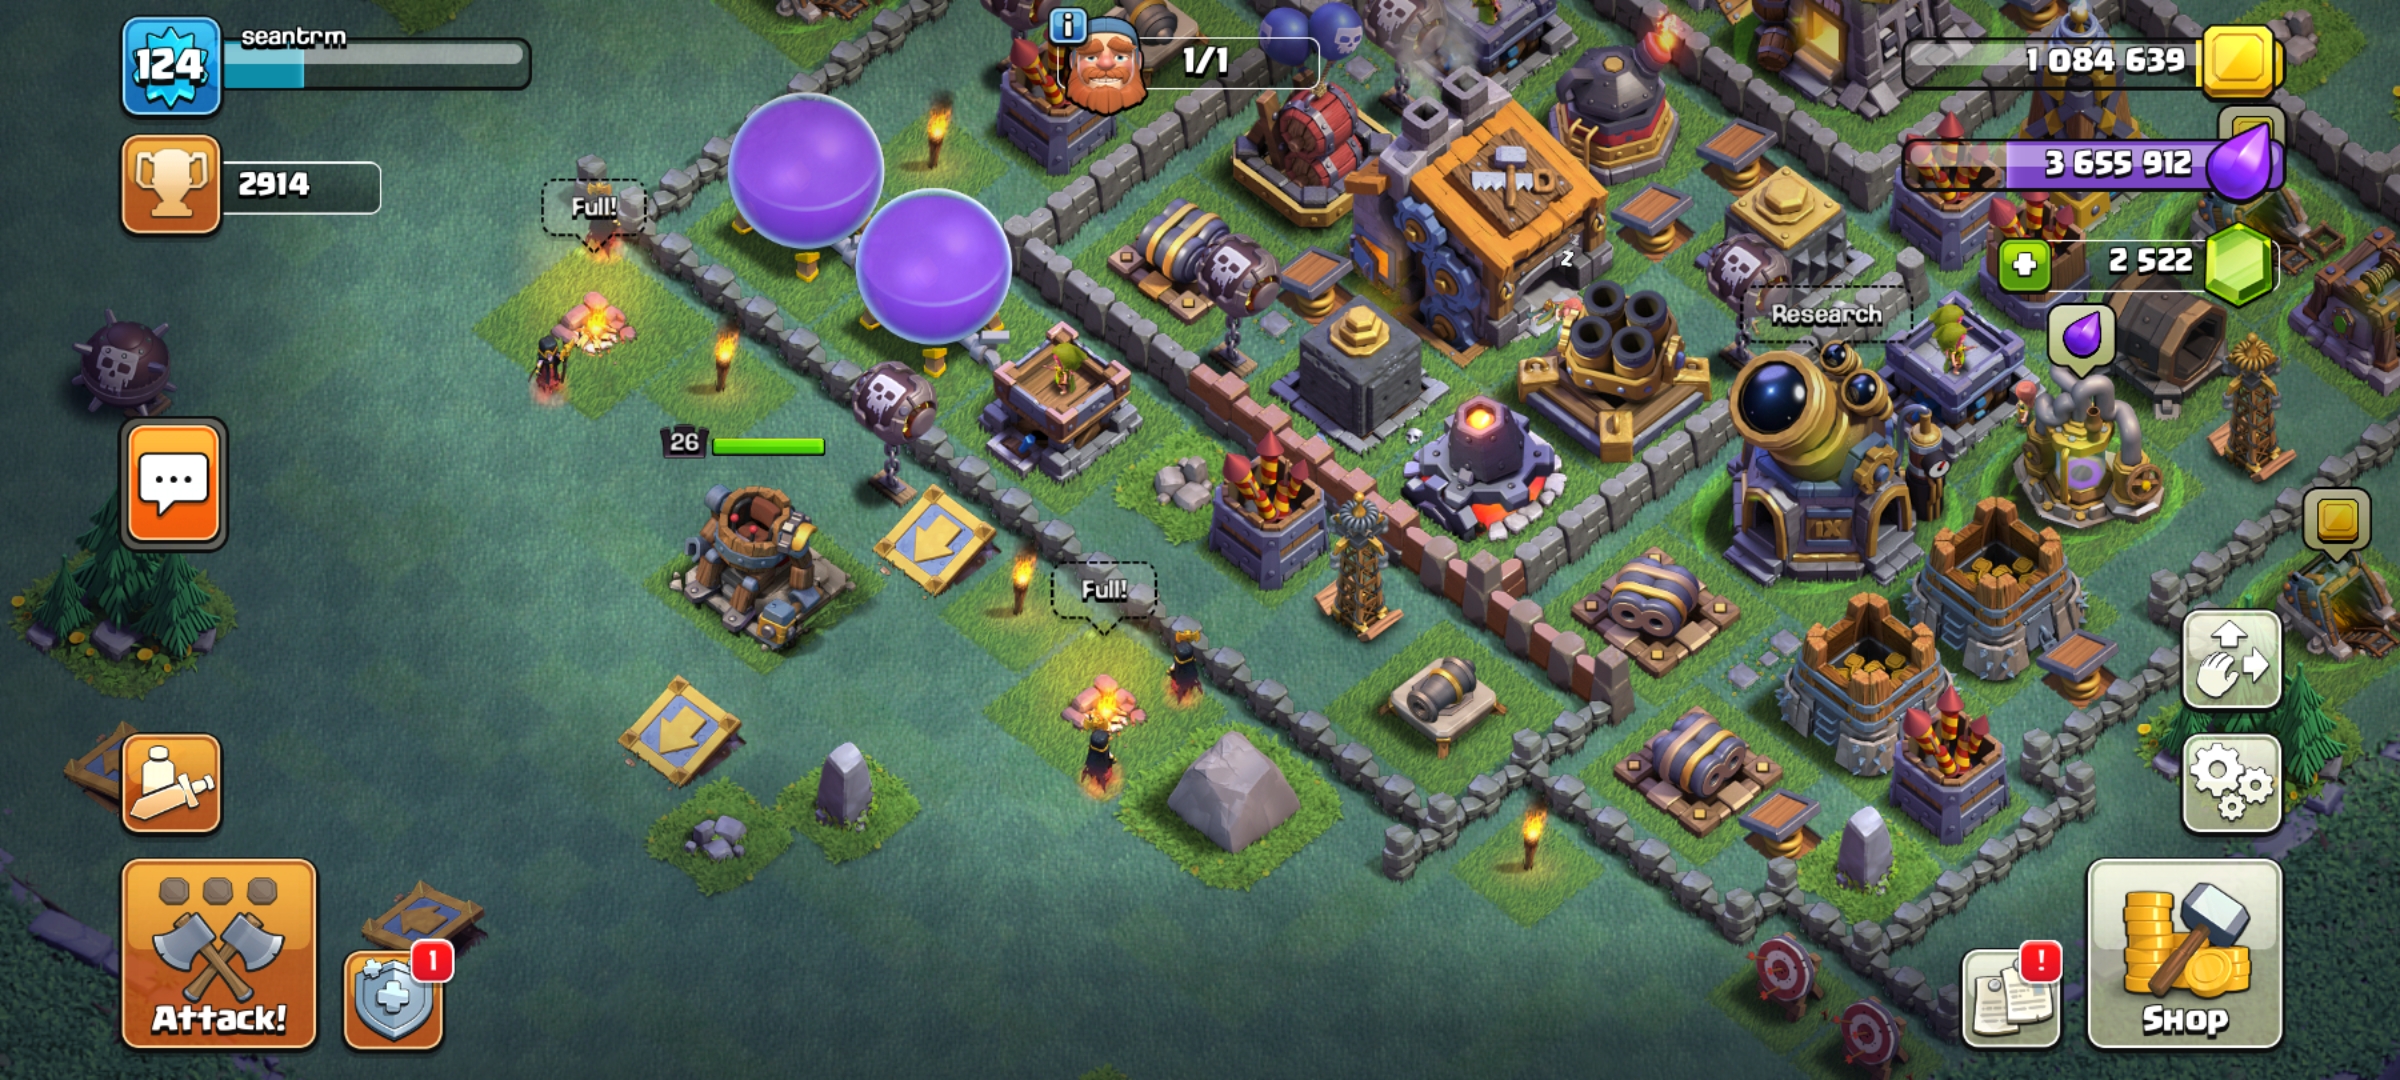 124
seantrm
1/1
1 084 639
2914
Full!
3 655 912
z
z
2 522
Research
26
IX
Full!
1
Attack!
!
Shop